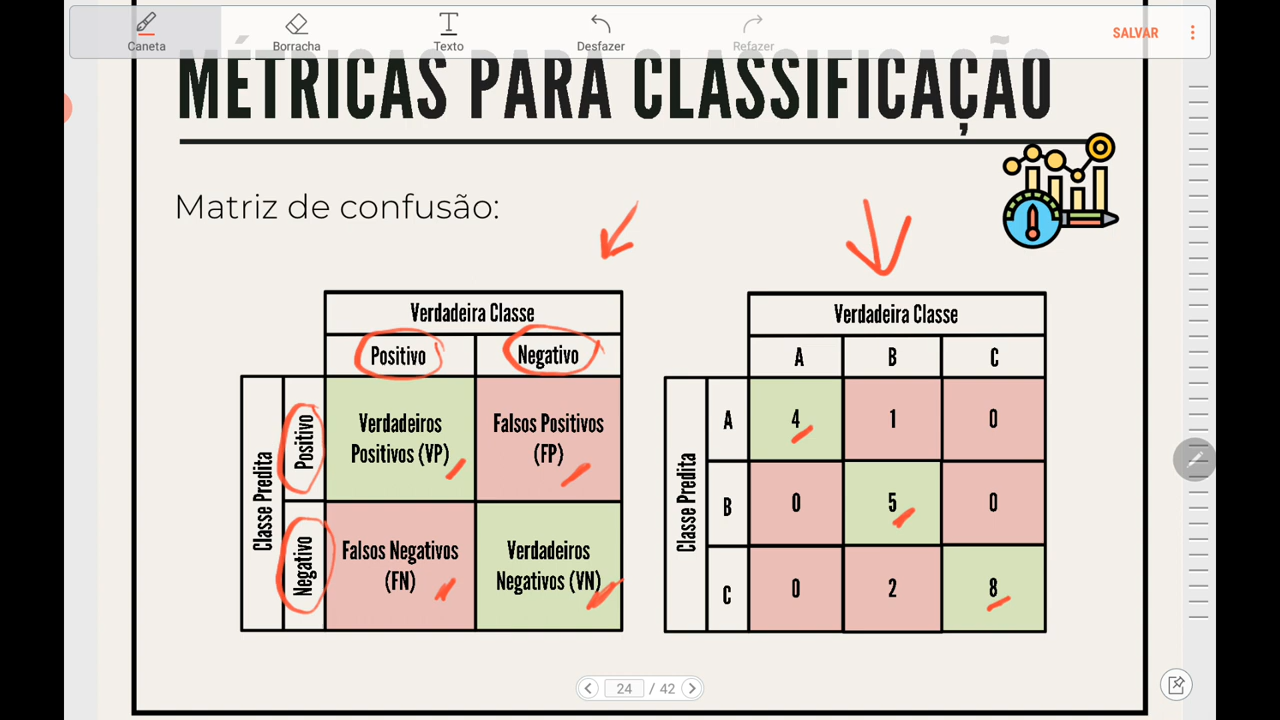 Caneta
Borracha
Texto
Desfazer
Refazer
SALVAR
MÉTRICAS PARA CLASSIFICAÇÃO
Matriz de confusão:
Verdadeira Classe
Positivo
Negativo
Classe Predita
Positivo
Verdadeiros
Positivos (VP)
Falsos Positivos
(FP)
Negativo
Falsos Negativos
(FN)
Verdadeiros
Negativos (VN)
Verdadeira Classe
A B C
Classe Predita
A 4 1 0
B 0 5 0
C 0 2 8
24 / 42